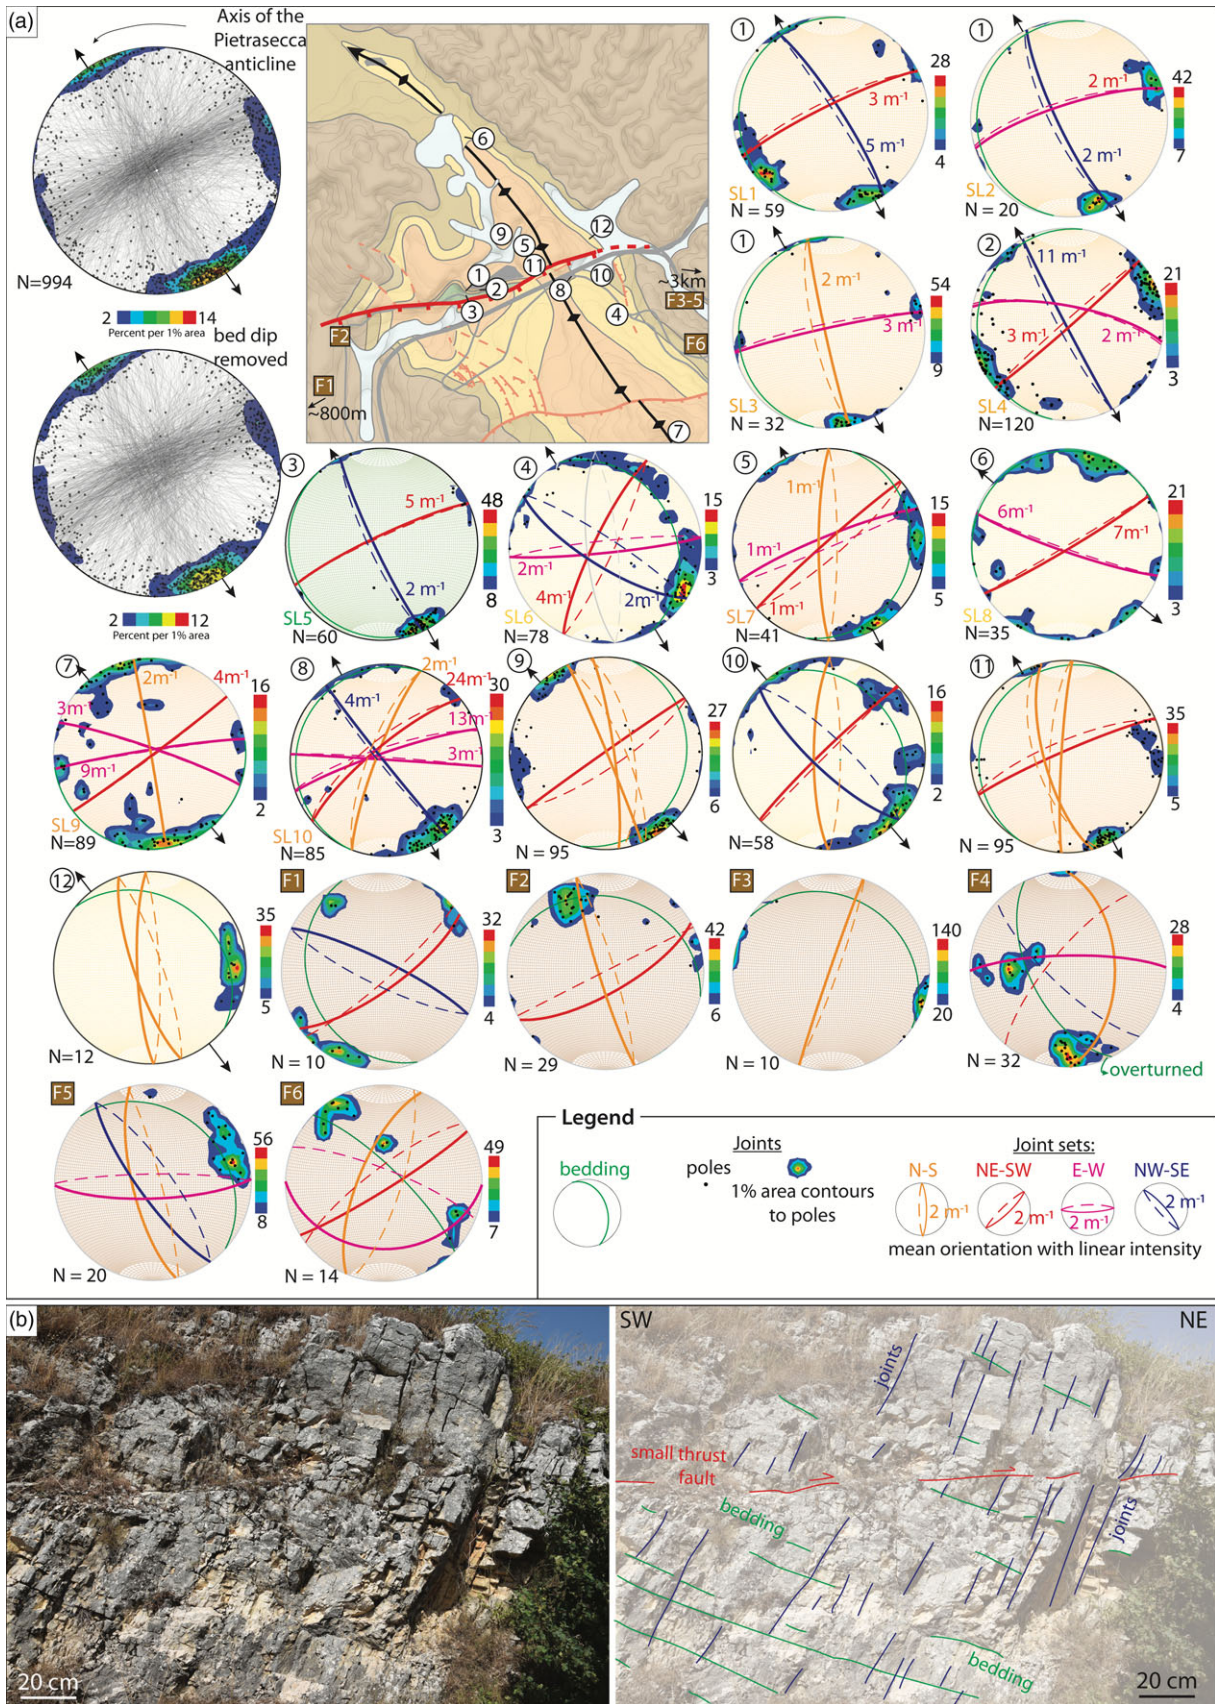 (a)
Axis of the
Pietrasecca
anticline
N=994
2 14
Percent per 1% area
bed dip
removed
2 12
Percent per 1% area
6
9
5
12
1
11
2
10
8
3
4
7
~3km
F3-5
F2
F6
F1
~800m
1
28
3 m-1
5 m-1
4
SL1
N = 59
1
42
2 m-1
2 m-1
7
SL2
N = 20
1
54
2 m-1
3 m-1
9
SL3
N = 32
2
21
11 m-1
3 m-1
2 m-1
3
SL4
N=120
3
48
5 m-1
2 m-1
8
SL5
N=60
4
15
2m-1
4m-1
2m-1
3
SL6
N=78
5
15
1m-1
1m-1
1m-1
5
SL7
N=41
6
21
6m-1
7m-1
3
SL8
N=35
7
16
2m-1
4m-1
3m-1
9m-1
2
SL9
N=89
8
30
2m-1
24m-1
4m-1
13m-1
3m-1
3
SL10
N=85
9
27
6
N = 95
10
16
2
N=58
11
35
5
N = 95
12
35
5
N=12
F1
32
4
N = 10
F2
42
6
N = 29
F3
140
20
N = 10
F4
28
4
N = 32
overturned
F5
56
8
N = 20
F6
49
7
N = 14
Legend
bedding
Joints
poles
1% area contours
to poles
Joint sets:
N-S NE-SW E-W NW-SE
2 m-1 2 m-1 2 m-1 2 m-1
mean orientation with linear intensity
(b)
20 cm
SW
NE
joints
small thrust
fault
bedding
joints
bedding
20 cm